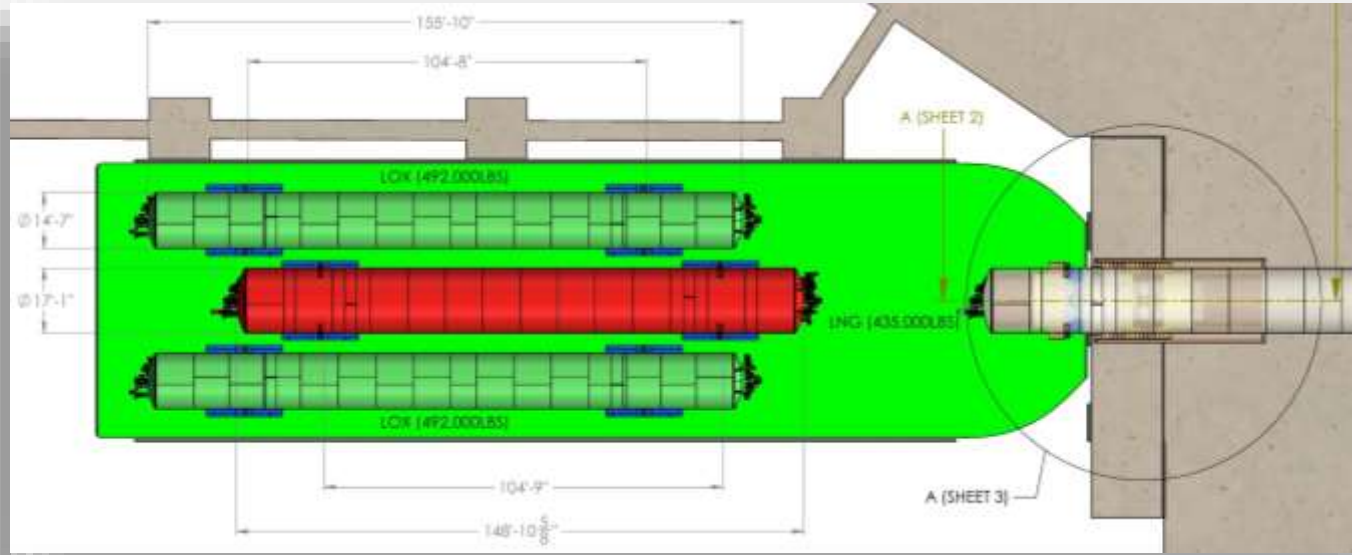 155'-10"
104'-8"
A (SHEET 2)
LOX (492,000LBS)
Ø14'-7"
Ø17'-1"
LNG (435,000LBS)
LOX (492,000LBS)
104'-9"
A (SHEET 3)
148'-10